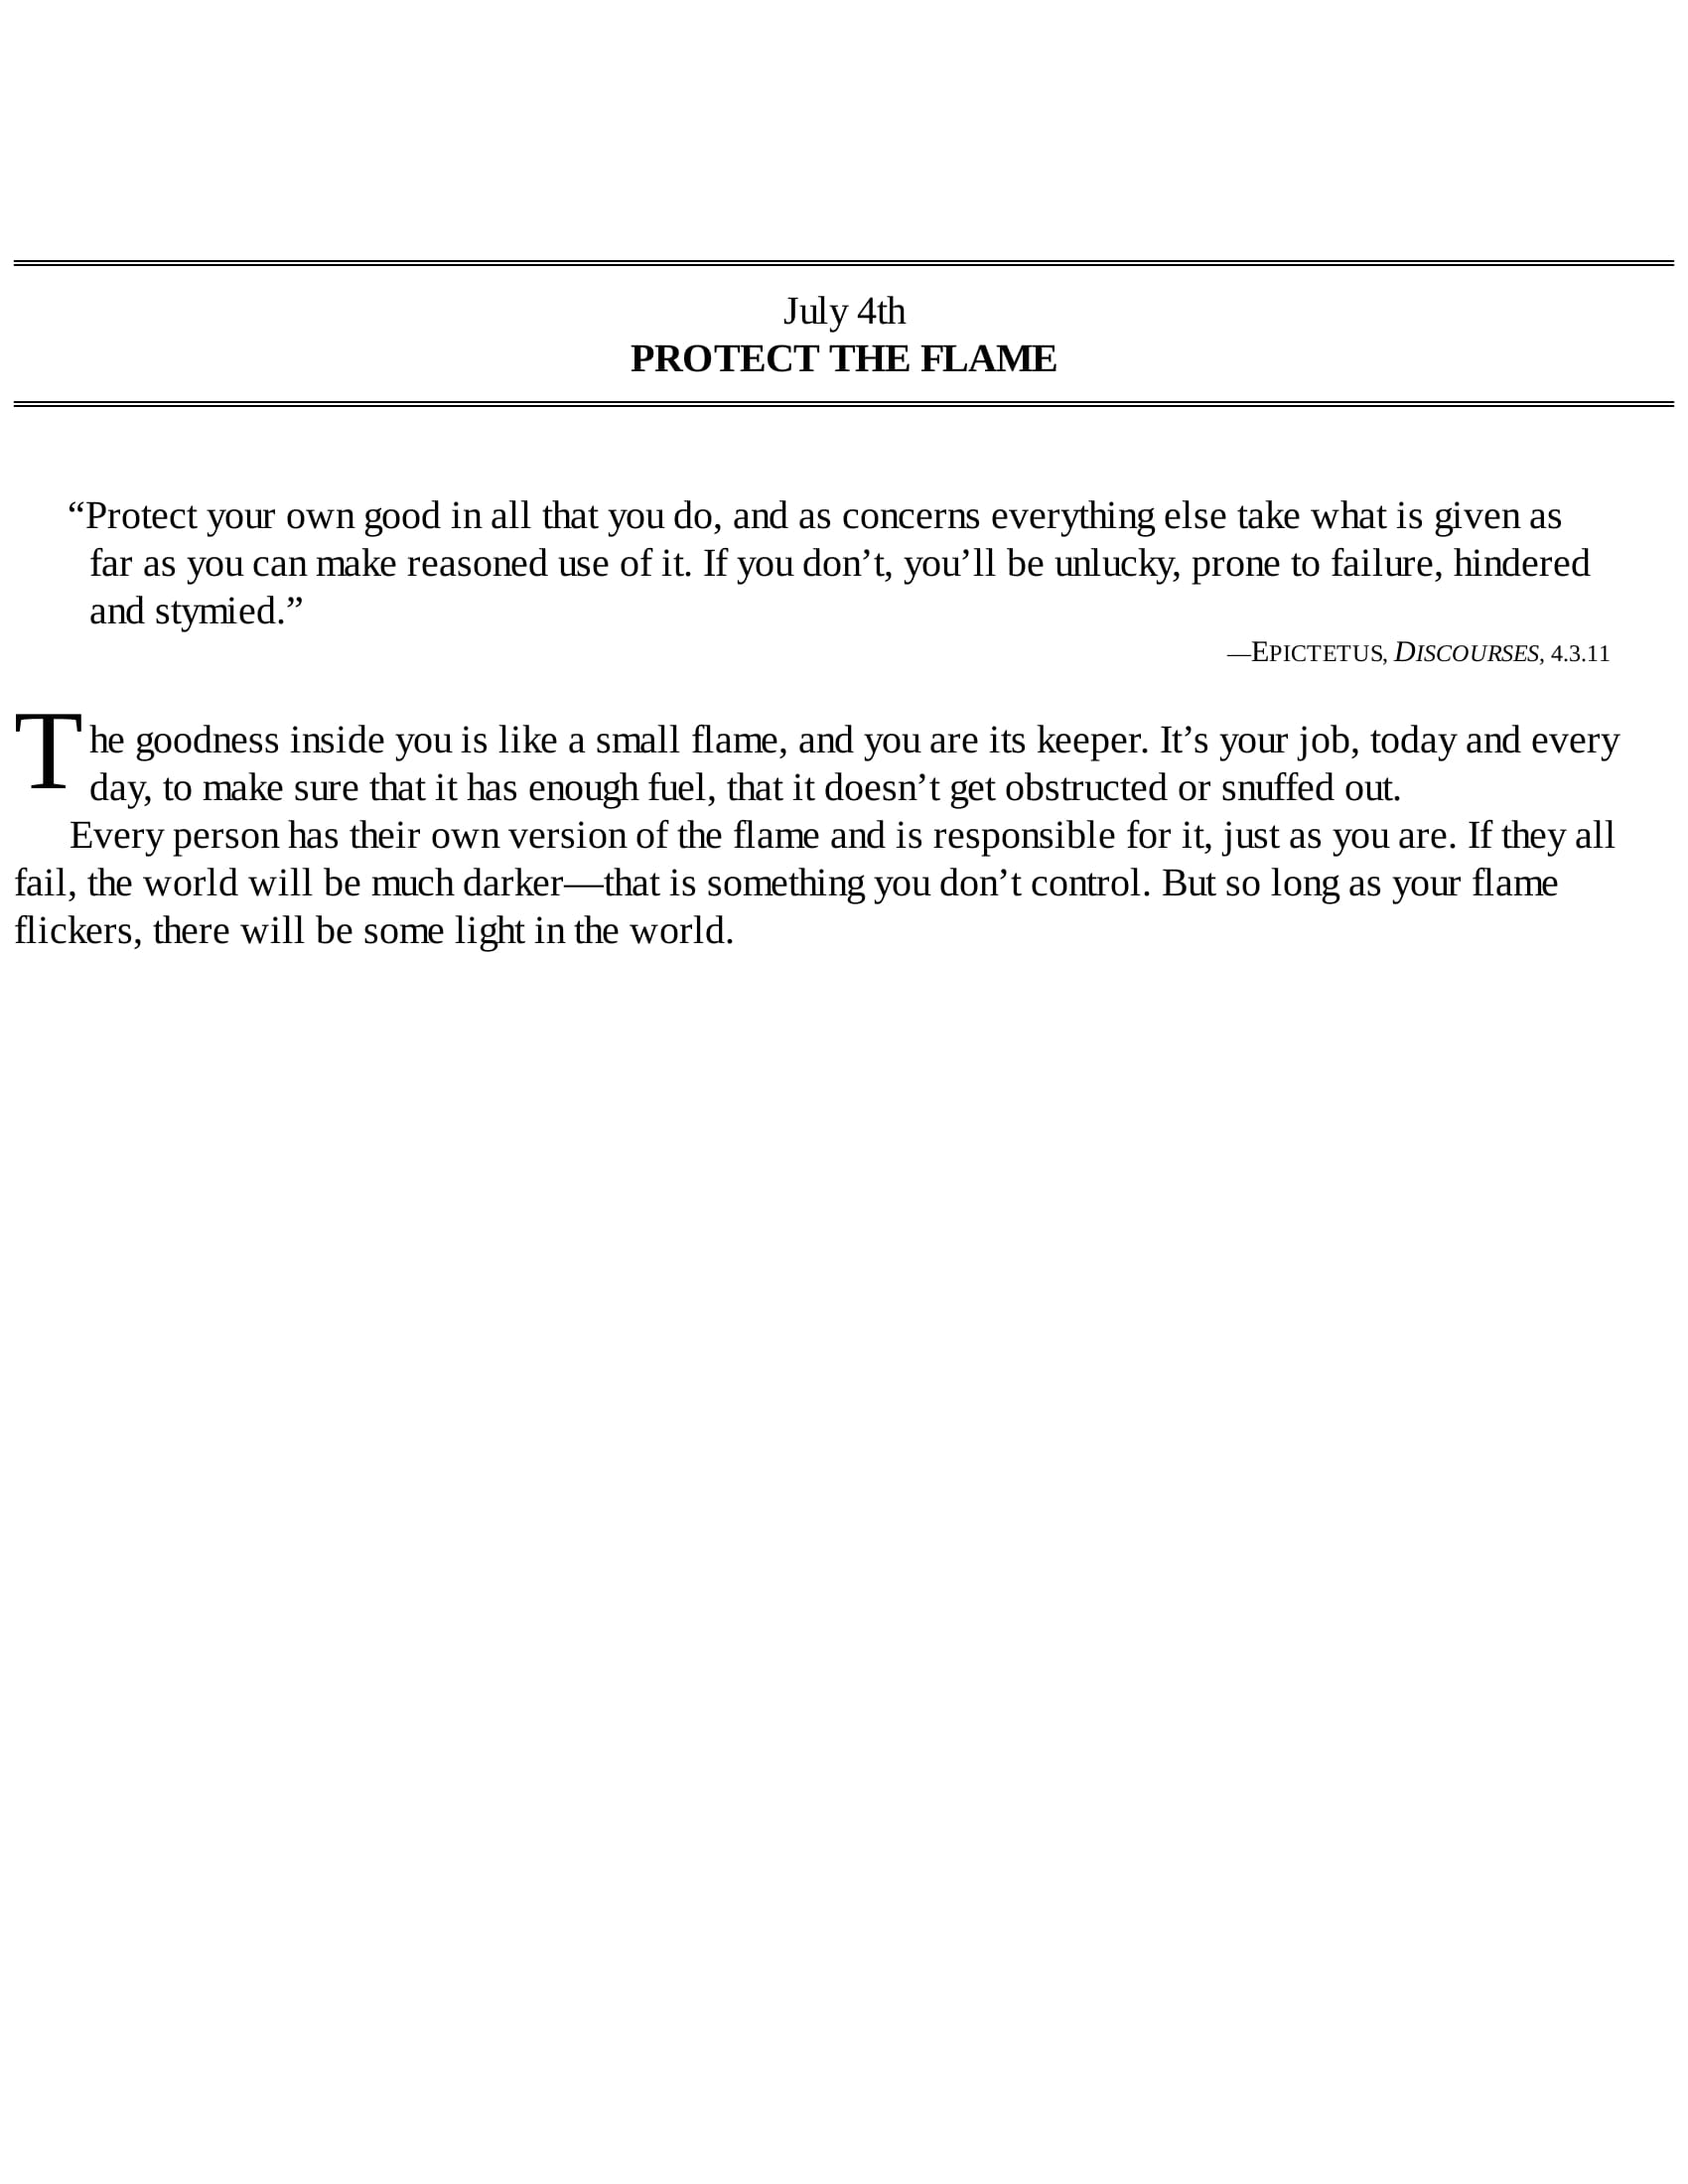 July 4th
PROTECT THE FLAME
“Protect your own good in all that you do, and as concerns everything else take what is given as
far as you can make reasoned use of it. If you don’t, you’ll be unlucky, prone to failure, hindered
and stymied.”
—EPICTETUS, DISCOURSES, 4.3.11
The goodness inside you is like a small flame, and you are its keeper. It’s your job, today and every
day, to make sure that it has enough fuel, that it doesn’t get obstructed or snuffed out.
Every person has their own version of the flame and is responsible for it, just as you are. If they all
fail, the world will be much darker—that is something you don’t control. But so long as your flame
flickers, there will be some light in the world.